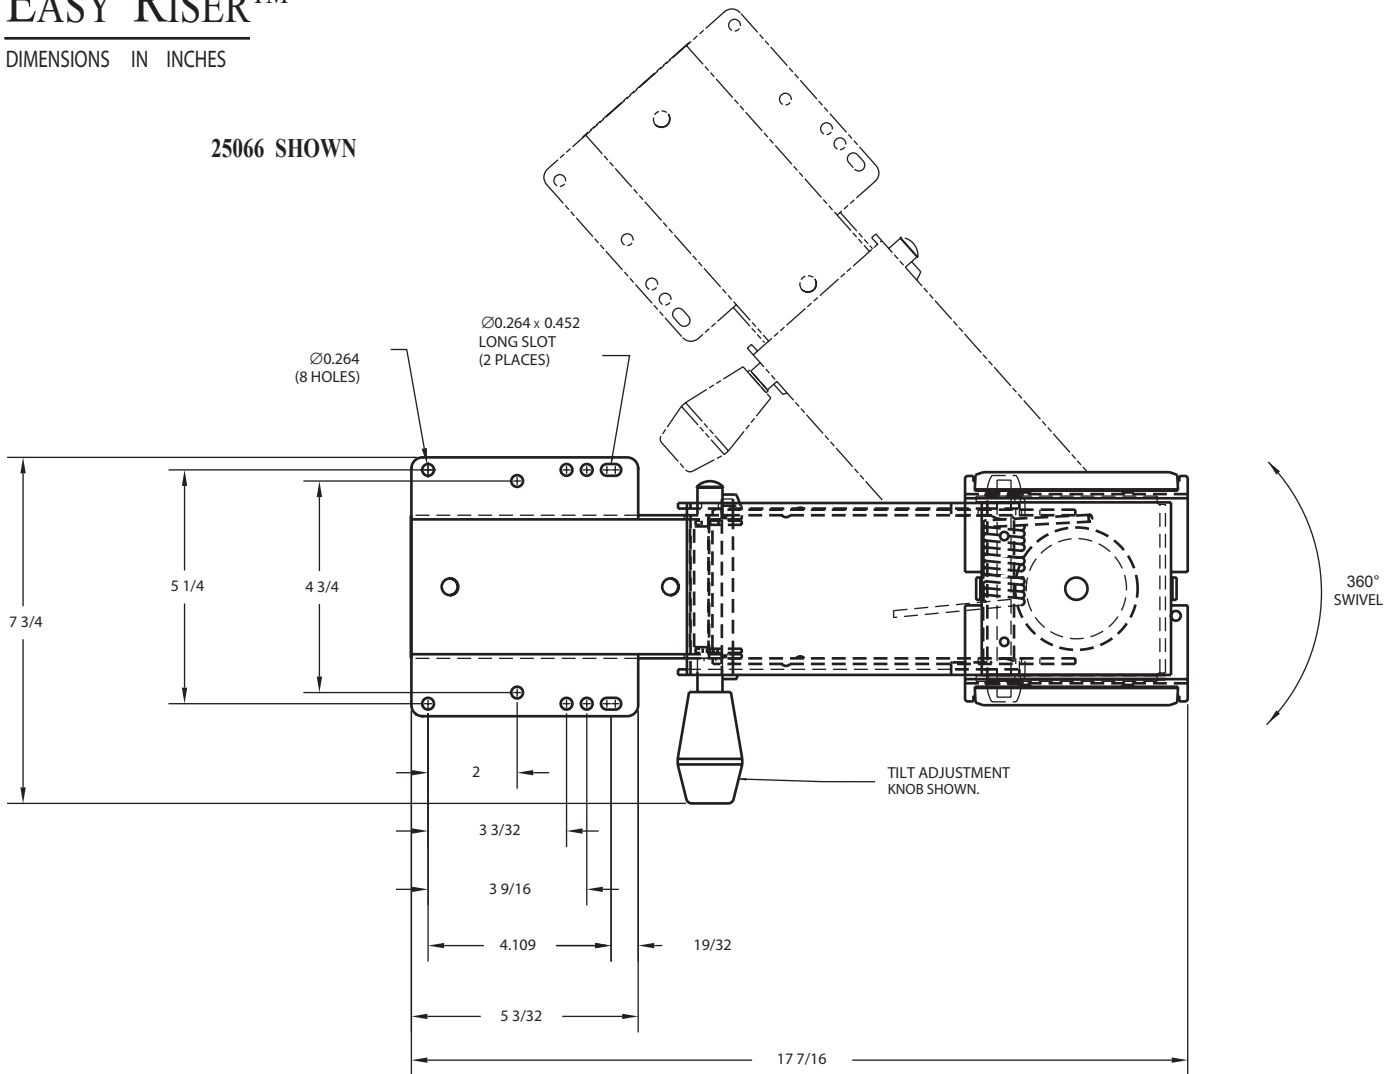 EASY RISER™
DIMENSIONS IN INCHES
25066 SHOWN
Ø0.264 x 0.452
LONG SLOT
(2 PLACES)
Ø0.264
(8 HOLES)
5 1/4
4 3/4
7 3/4
360°
SWIVEL
2
TILT ADJUSTMENT
KNOB SHOWN.
3 3/32
3 9/16
4.109
19/32
5 3/32
17 7/16